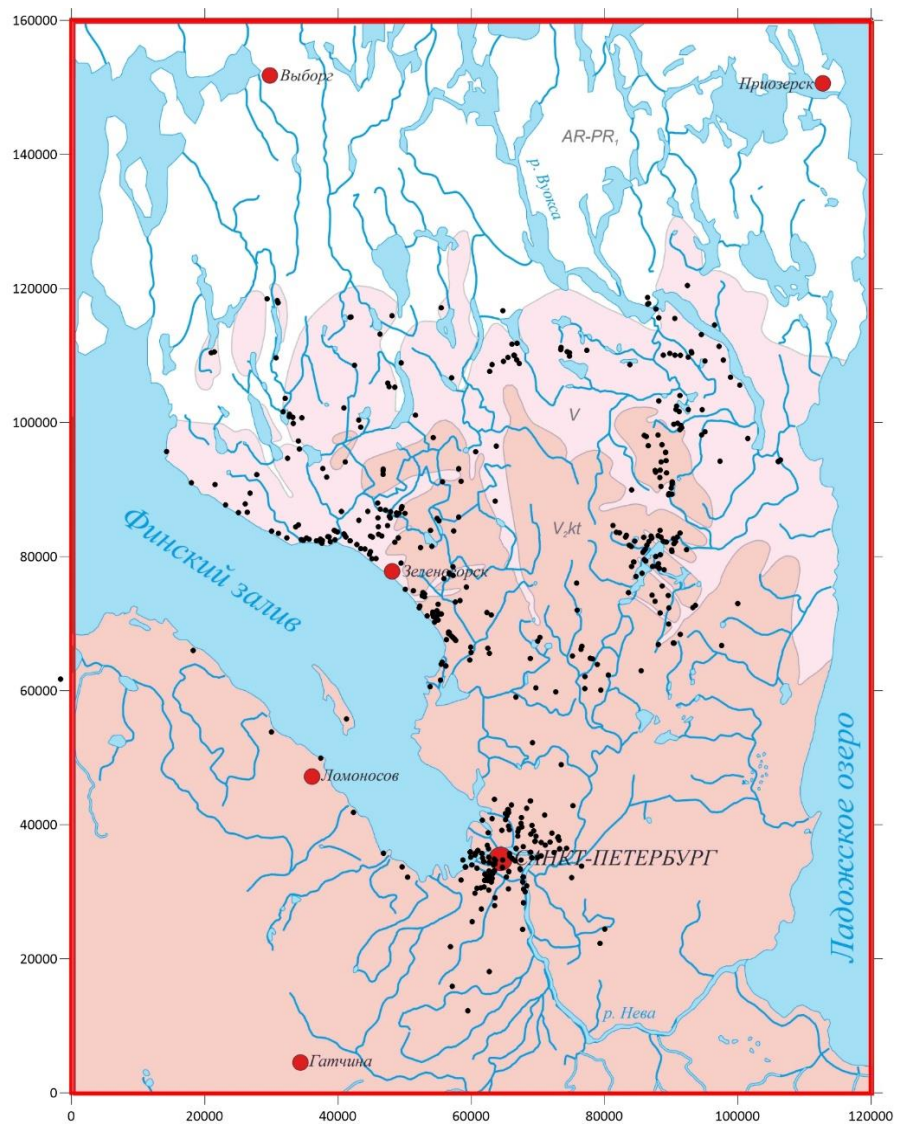 160000
Выборг
Приозерск
AR-PR₁
140000
р. Вуокса
120000
100000
V
V₂kt
Финский залив
80000
Зеленогорск
60000
Ломоносов
40000
САНКТ-ПЕТЕРБУРГ
Ладожское озеро
20000
р. Нева
Гатчина
0
0 20000 40000 60000 80000 100000 120000